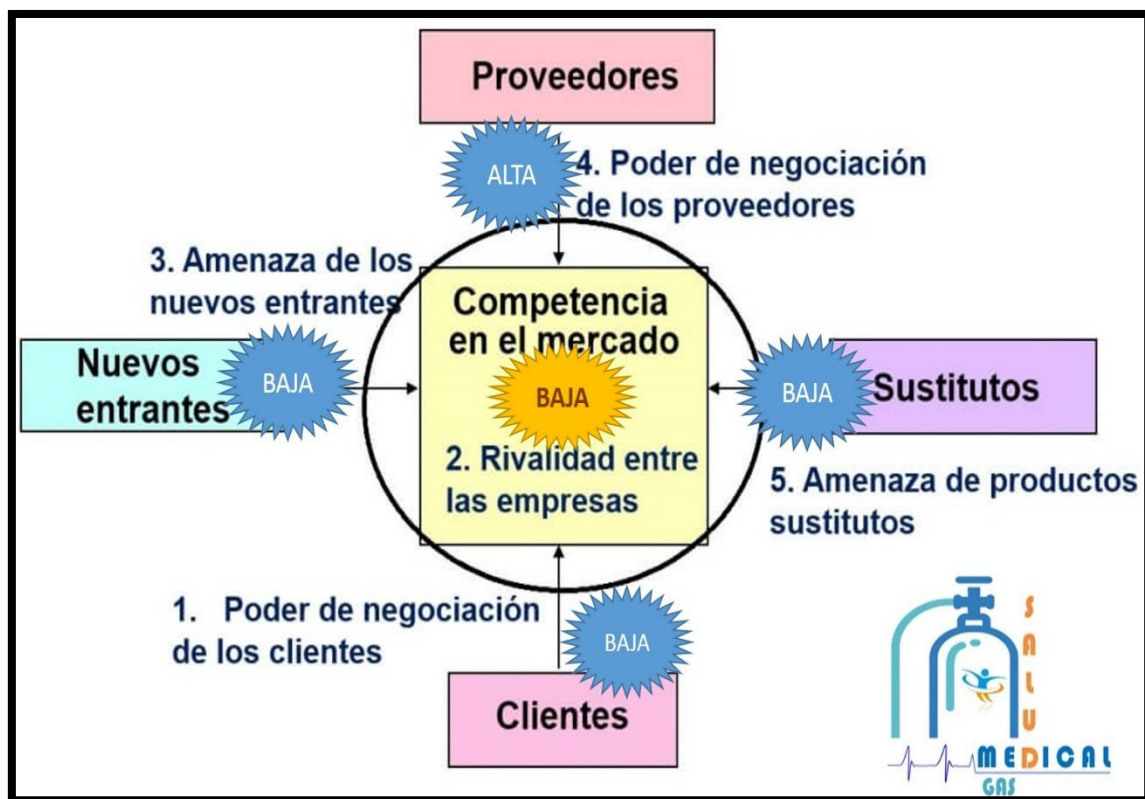 Proveedores
ALTA
4. Poder de negociación
de los proveedores
3. Amenaza de los
nuevos entrantes
Competencia
en el mercado
Nuevos
entrantes
BAJA
BAJA
BAJA
Sustitutos
2. Rivalidad entre
las empresas
5. Amenaza de productos
sustitutos
1. Poder de negociación
de los clientes
BAJA
Clientes
SALUD
MEDICAL
GAS